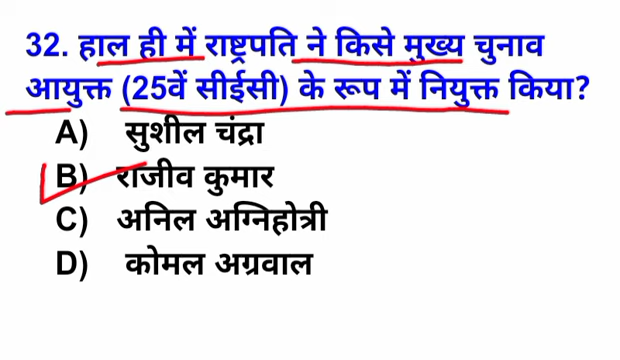 32. हाल ही में राष्ट्रपति ने किसे मुख्य चुनाव
आयुक्त (25वें सीईसी) के रूप में नियुक्त किया?
A) सुशील चंद्रा
B) राजीव कुमार
C) अनिल अग्निहोत्री
D) कोमल अग्रवाल